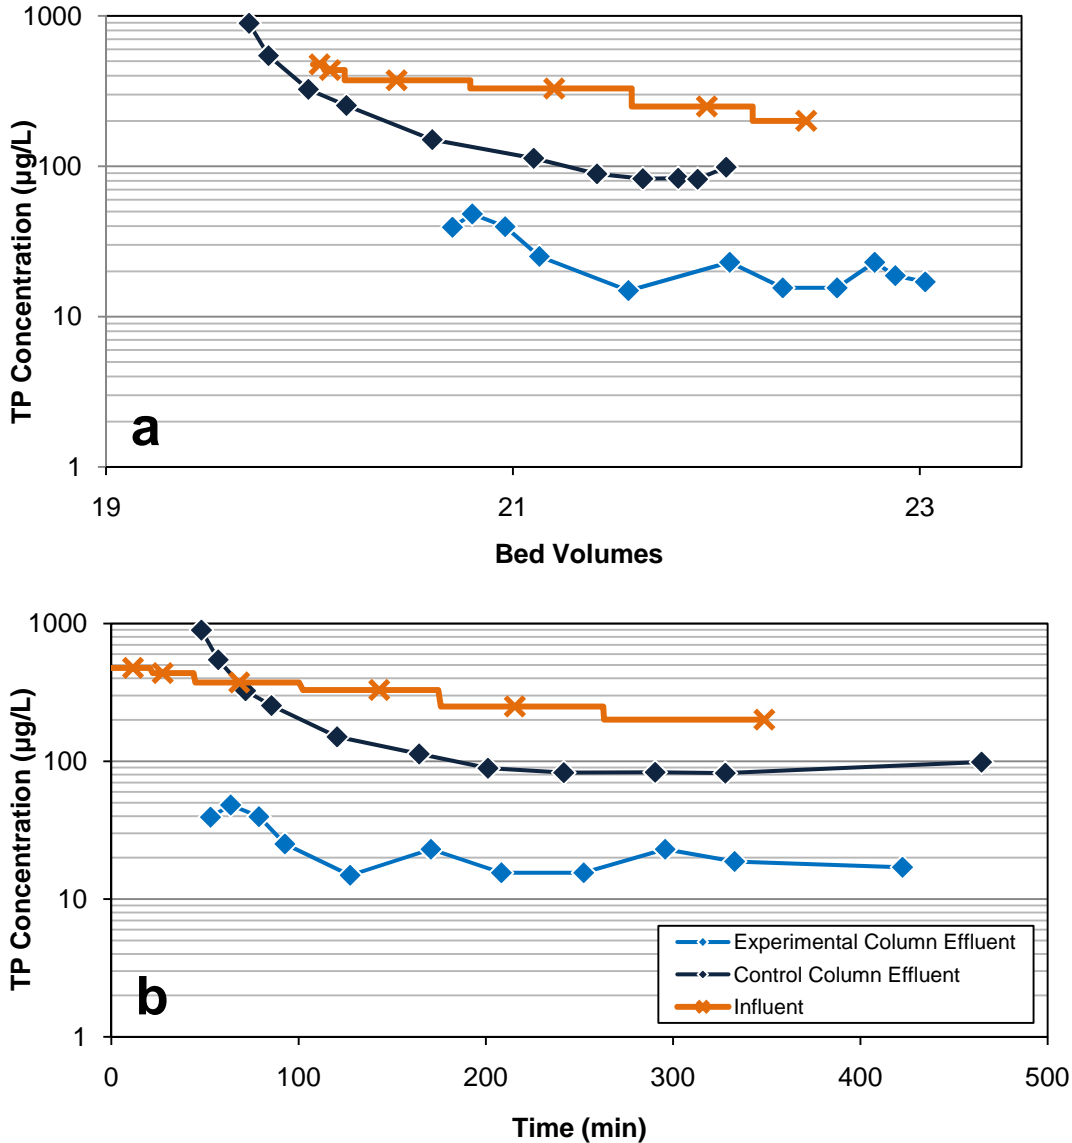 1000
100
10
1
TP Concentration (µg/L)
a
19 21 23
Bed Volumes
1000
100
10
1
TP Concentration (µg/L)
b
Experimental Column Effluent
Control Column Effluent
Influent
0 100 200 300 400 500
Time (min)